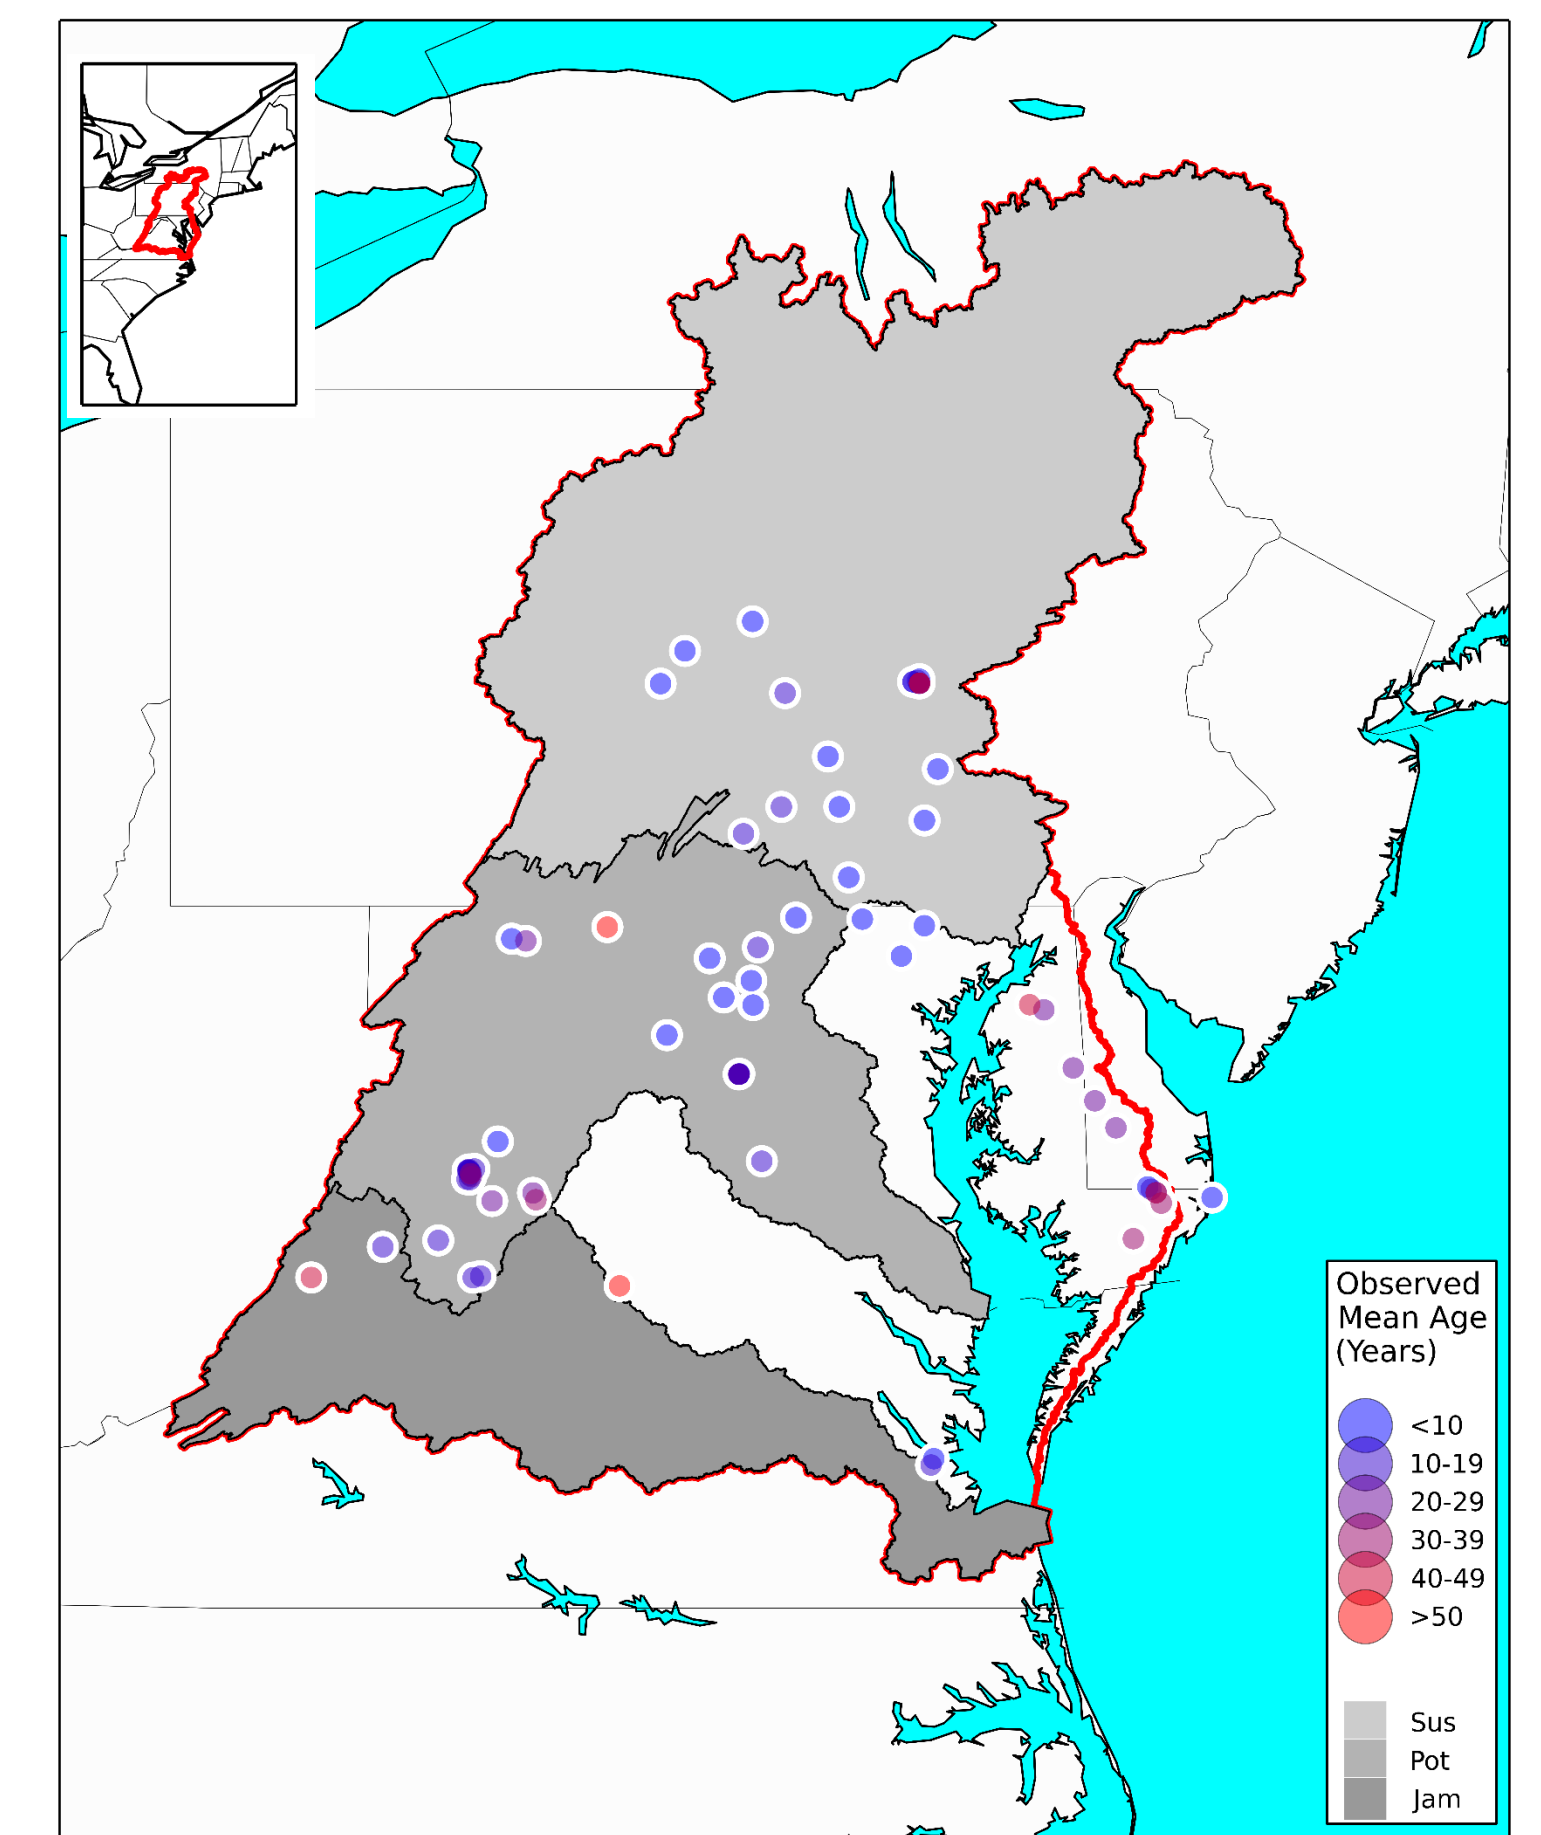 Observed
Mean Age
(Years)
<10
10-19
20-29
30-39
40-49
>50
Sus
Pot
Jam